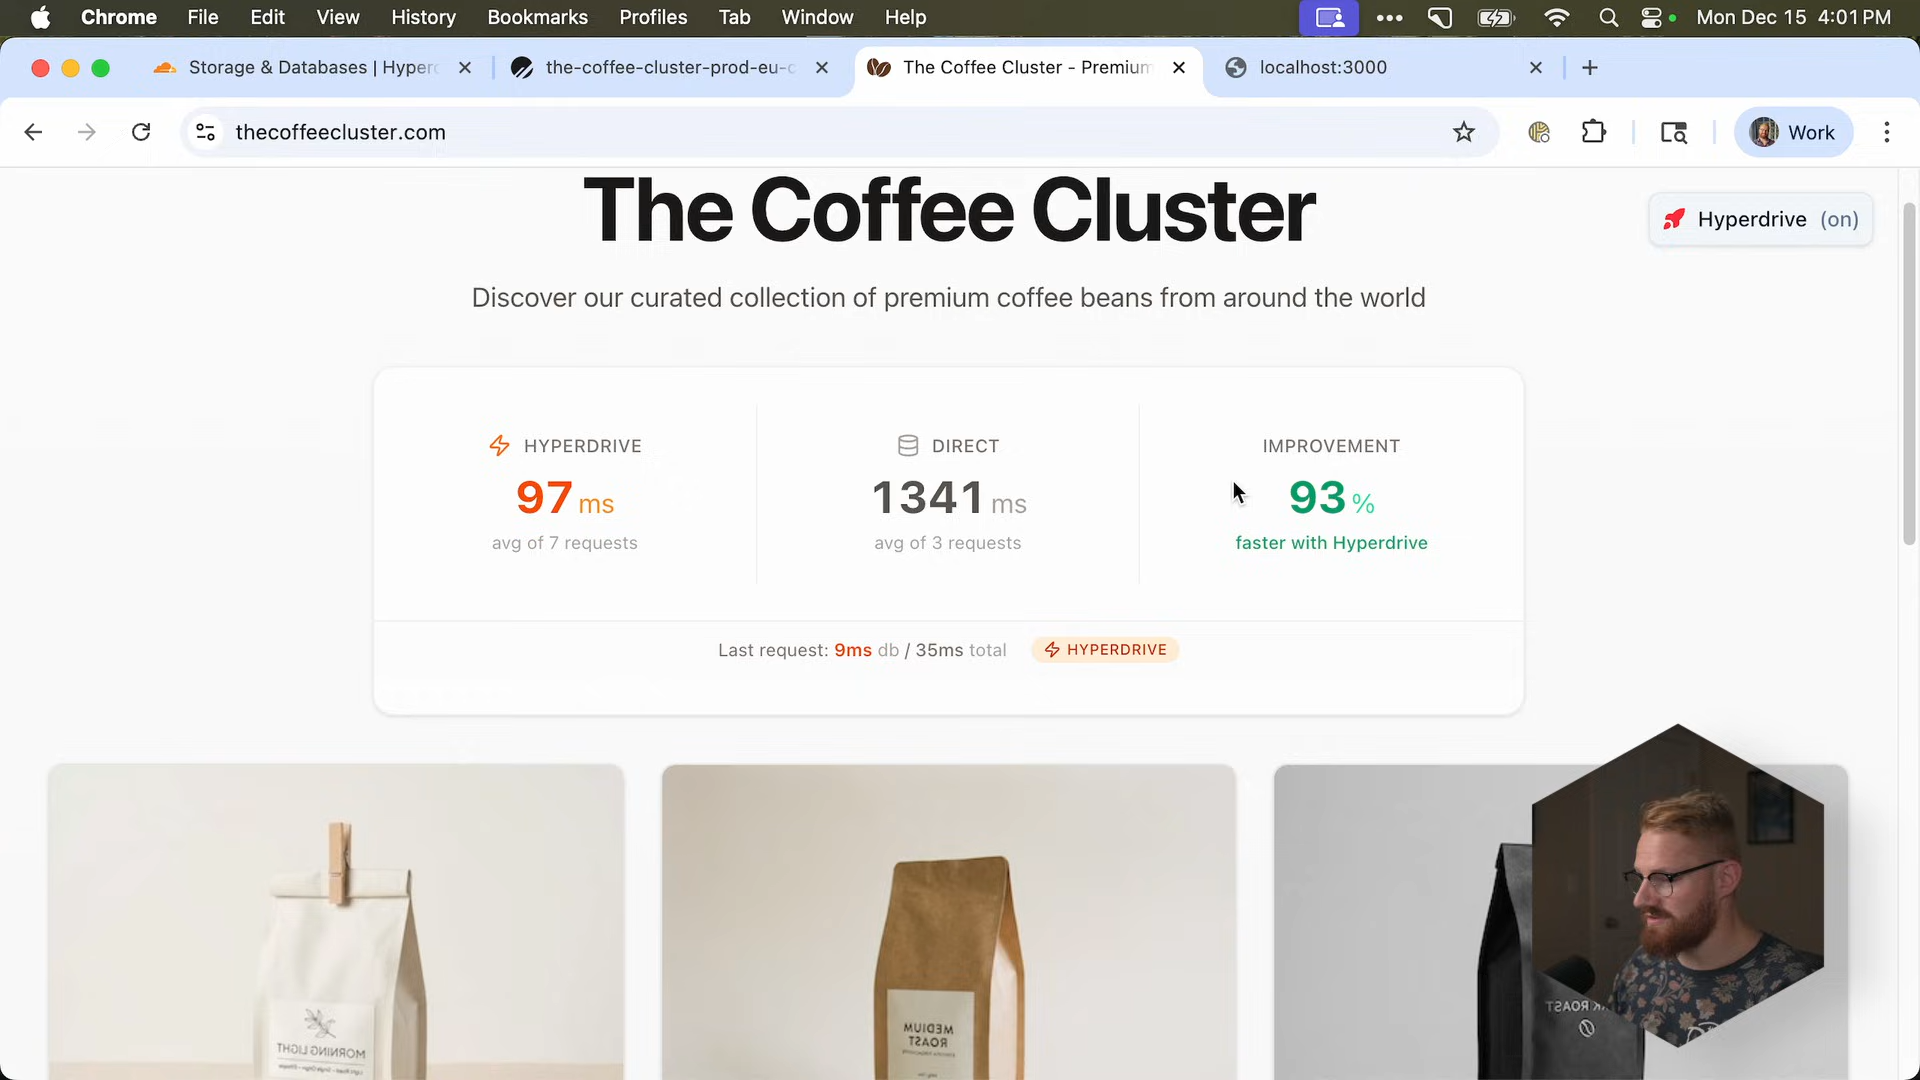 Chrome File Edit View History Bookmarks Profiles Tab Window Help Mon Dec 15 4:01 PM
Storage & Databases | Hyper the-coffee-cluster-prod-eu- The Coffee Cluster - Premium localhost:3000
thecoffeecluster.com Work
The Coffee Cluster
Hyperdrive (on)
Discover our curated collection of premium coffee beans from around the world
HYPERDRIVE DIRECT IMPROVEMENT
97 ms 1341 ms 93 %
avg of 7 requests avg of 3 requests faster with Hyperdrive
Last request: 9ms db / 35ms total HYPERDRIVE
MORNING LIGHT
MEDIUM
ROAST
ROAST